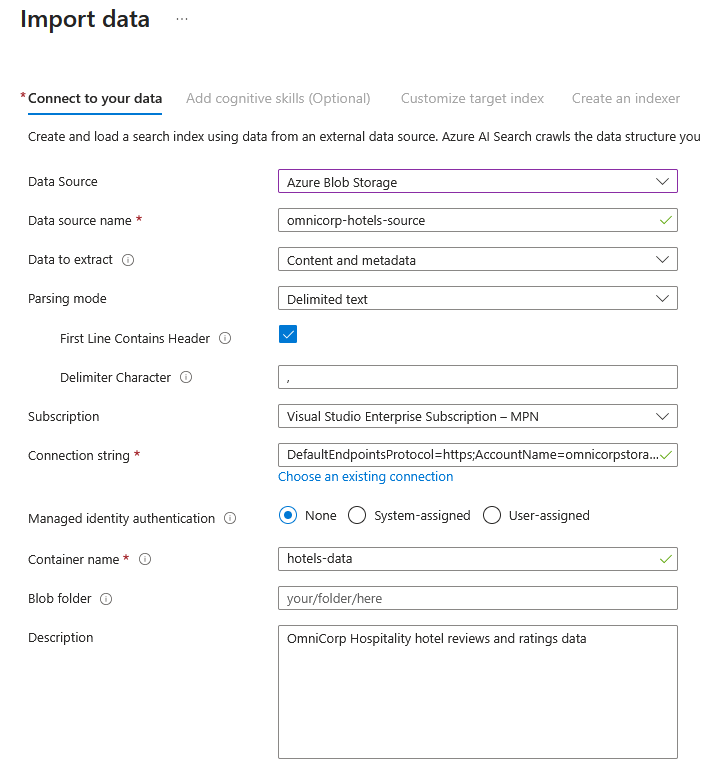 Import data ...
* Connect to your data Add cognitive skills (Optional) Customize target index Create an indexer
Create and load a search index using data from an external data source. Azure AI Search crawls the data structure you
Data Source Azure Blob Storage
Data source name * omnicorp-hotels-source
Data to extract Content and metadata
Parsing mode Delimited text
First Line Contains Header
Delimiter Character ,
Subscription Visual Studio Enterprise Subscription – MPN
Connection string * DefaultEndpointsProtocol=https;AccountName=omnicorpstora...
Choose an existing connection
Managed identity authentication None System-assigned User-assigned
Container name * hotels-data
Blob folder your/folder/here
Description OmniCorp Hospitality hotel reviews and ratings data